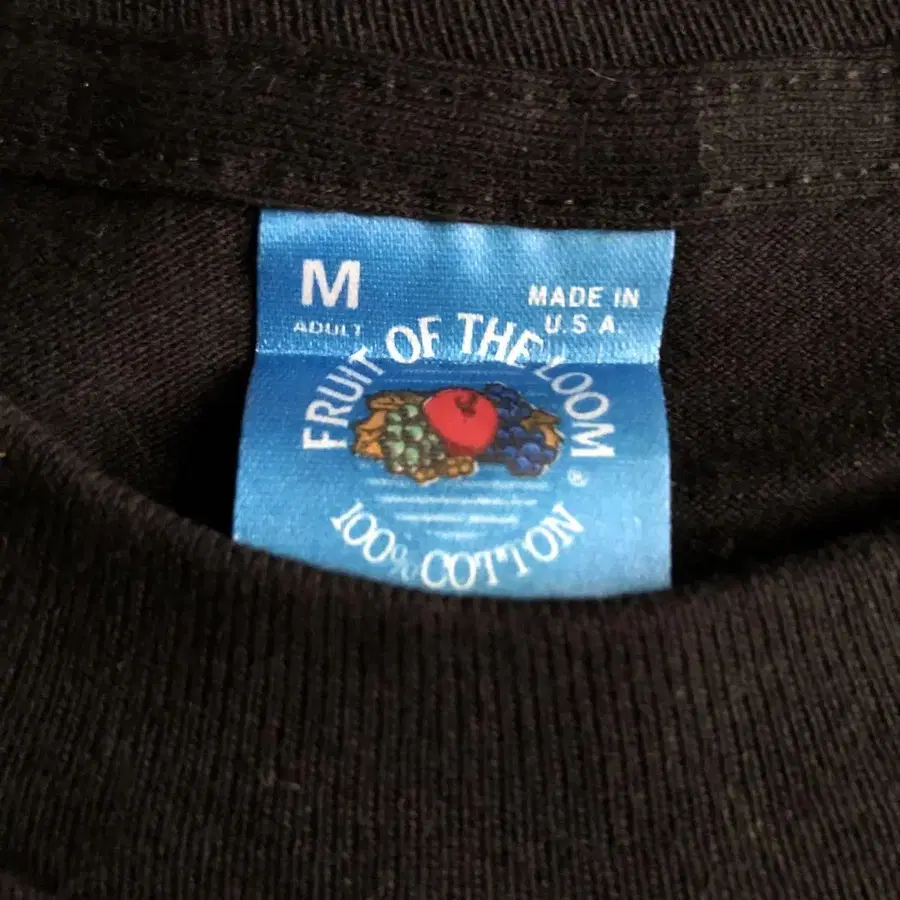 M
ADULT
MADE IN
U.S.A.
FRUIT OF THE LOOM
®
100% COTTON